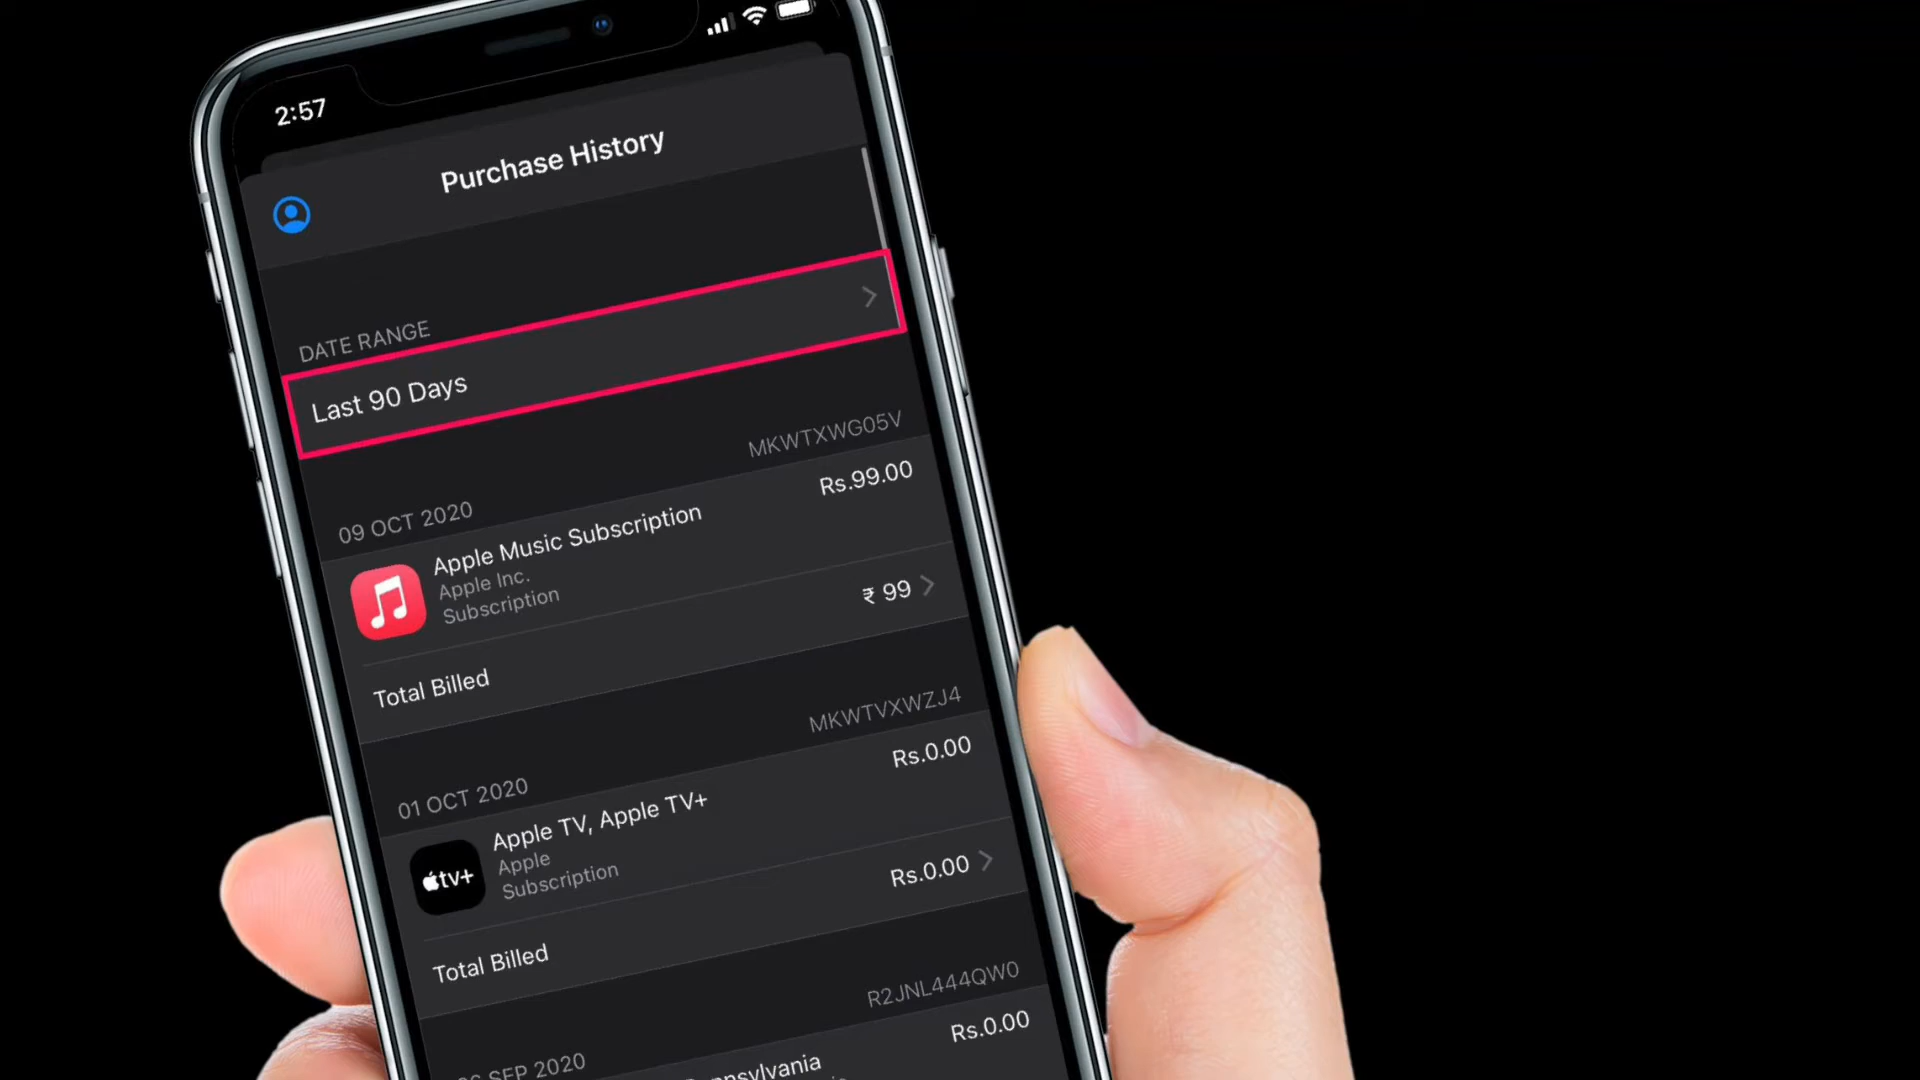 2:57
Purchase History
DATE RANGE
Last 90 Days
MKWTXWG05V
09 OCT 2020
Rs.99.00
Apple Music Subscription
Apple Inc.
Subscription
₹ 99
Total Billed
MKWTVXWZJ4
01 OCT 2020
Rs.0.00
Apple TV, Apple TV+
Apple
Subscription
tv+
Rs.0.00
Total Billed
R2JNL444QW0
SEP 2020
Rs.0.00